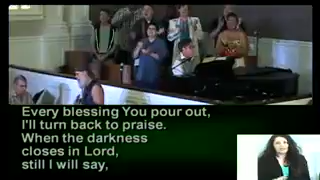 Every blessing You pour out,
I'll turn back to praise.
When the darkness
closes in Lord,
still I will say,